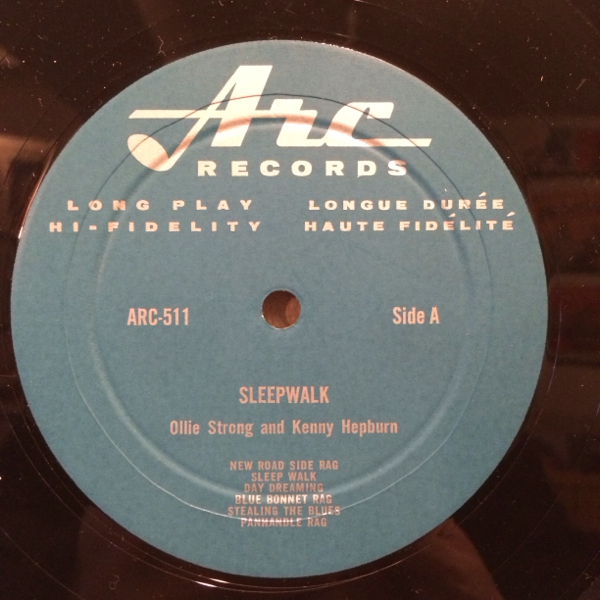 Arc
RECORDS
LONG PLAY LONGUE DURÉE
HI-FIDELITY HAUTE FIDÉLITÉ
ARC-511 Side A
SLEEPWALK
Ollie Strong and Kenny Hepburn
NEW ROAD SIDE RAG
SLEEP WALK
DAY DREAMING
BLUE BONNET RAG
STEALING THE BLUES
PANHANDLE RAG